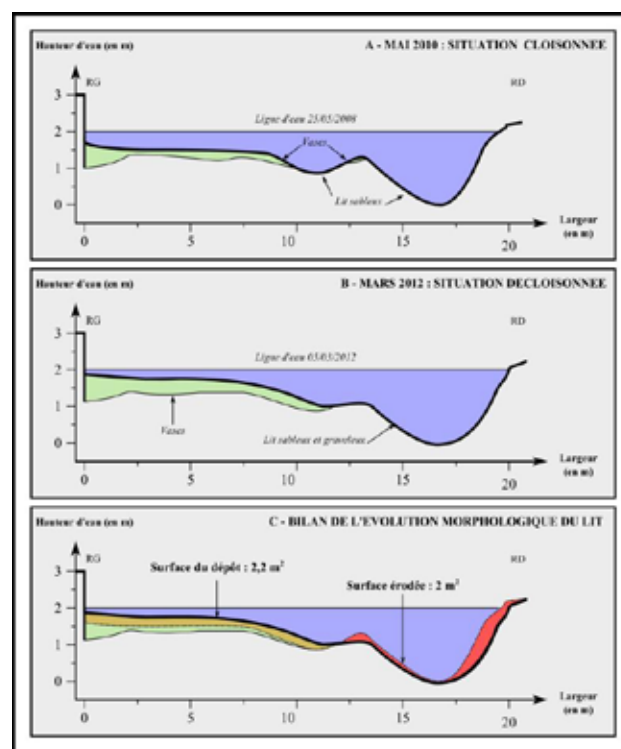 Hauteur d'eau (en m)
A - MAI 2010 : SITUATION CLOISONNEE
RG
RD
3
Ligne d'eau 25/05/2008
2
Vases
1
Lit sableux
0
Largeur
(en m)
0
5
10
15
20
Hauteur d'eau (en m)
B - MARS 2012 : SITUATION DECLOISONNEE
RG
RD
3
Ligne d'eau 05/03/2012
2
1
Vases
Lit sableux et graveleux
0
Largeur
(en m)
0
5
10
15
20
Hauteur d'eau (en m)
C - BILAN DE L'EVOLUTION MORPHOLOGIQUE DU LIT
RG
RD
3
Surface du dépôt : 2,2 m²
Surface érodée : 2 m²
2
1
0
Largeur
(en m)
0
5
10
15
20